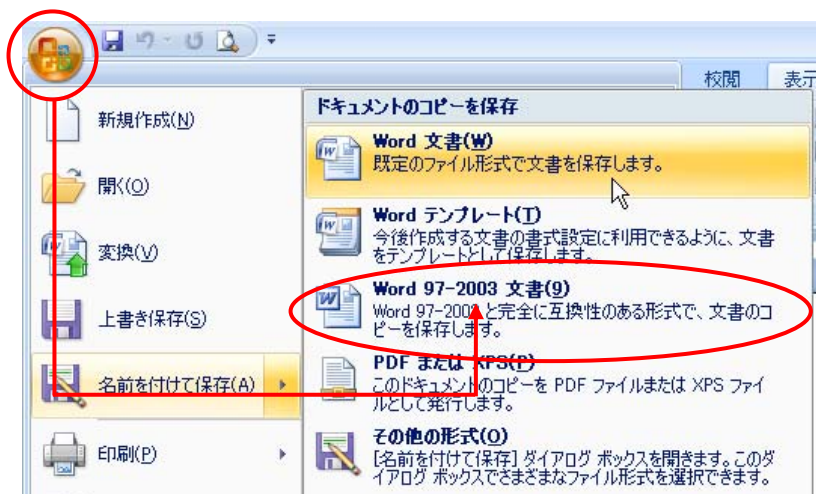 校閲 表示
新規作成(N)
開く(O)
変換(V)
上書き保存(S)
名前を付けて保存(A)
印刷(P)
ドキュメントのコピーを保存
Word 文書(W)
既定のファイル形式で文書を保存します。
Word テンプレート(T)
今後作成する文書の書式設定に利用できるように、文書
をテンプレートとして保存します。
Word 97-2003 文書(9)
Word 97-2003 と完全に互換性のある形式で、文書のコ
ピーを保存します。
PDF または XPS(P)
このドキュメントのコピーを PDF ファイルまたは XPS ファイ
ルとして発行します。
その他の形式(O)
[名前を付けて保存] ダイアログ ボックスを開きます。このダ
イアログ ボックスでさまざまなファイル形式を選択できます。